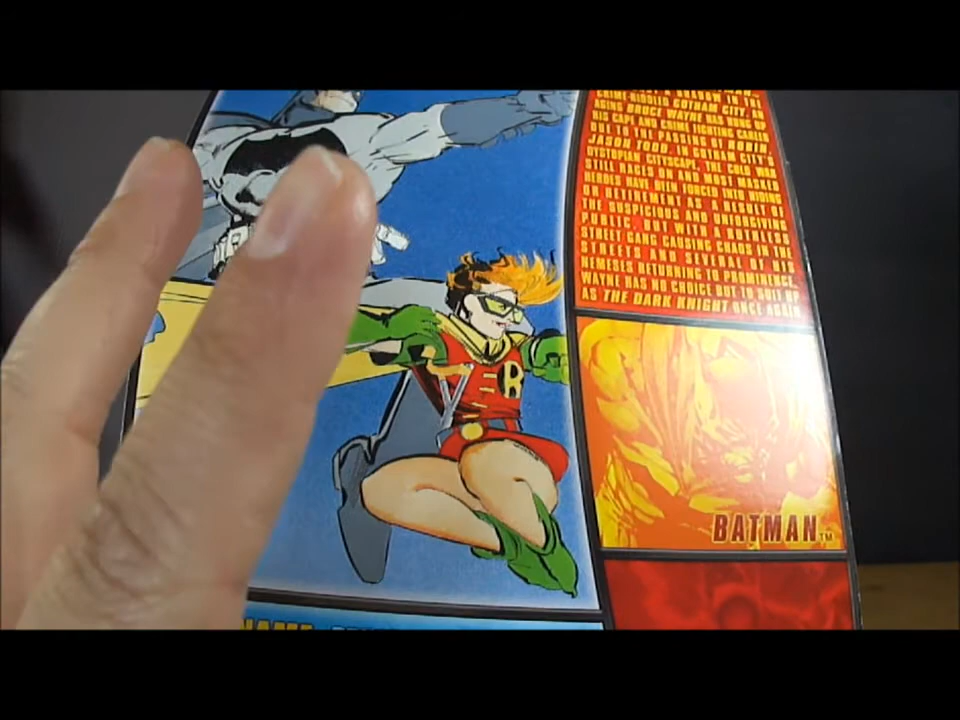 CRIME-RIDDLED GOTHAM CITY, AN
AGING BRUCE WAYNE HAS HUNG UP
HIS CAPE AND CRIME FIGHTING CAREER
DUE TO THE PASSING OF ROBIN
JASON TODD. IN GOTHAM CITY'S
DYSTOPIAN CITYSCAPE, THE COLD WAR
STILL RAGES ON AND MOST MASKED
HEROES HAVE BEEN FORCED INTO HIDING
OR RETIREMENT AS A RESULT OF
THE SUSPICIOUS AND UNFORGIVING
PUBLIC. BUT WITH A RUTHLESS
STREET GANG CAUSING CHAOS IN THE
STREETS AND SEVERAL OF HIS
NEMESES RETURNING TO PROMINENCE,
WAYNE HAS NO CHOICE BUT TO SUIT UP
AS THE DARK KNIGHT ONCE AGAIN
R
BATMAN™
NAME